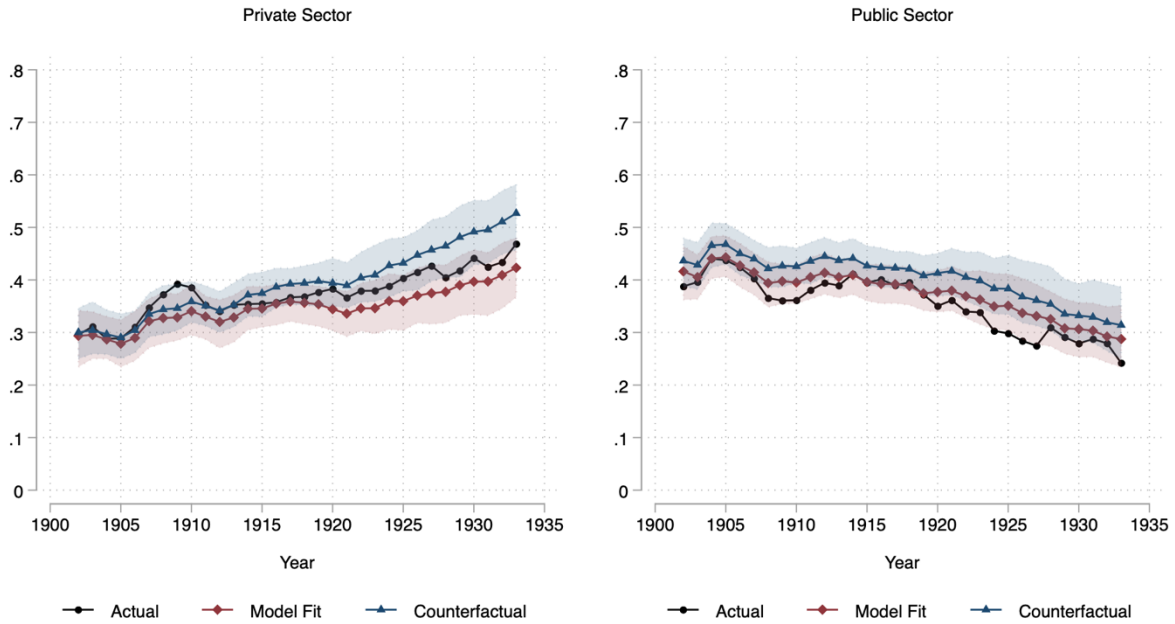 Private Sector
.8
.7
.6
.5
.4
.3
.2
.1
0
1900 1905 1910 1915 1920 1925 1930 1935
Year
Actual Model Fit Counterfactual
Public Sector
.8
.7
.6
.5
.4
.3
.2
.1
0
1900 1905 1910 1915 1920 1925 1930 1935
Year
Actual Model Fit Counterfactual